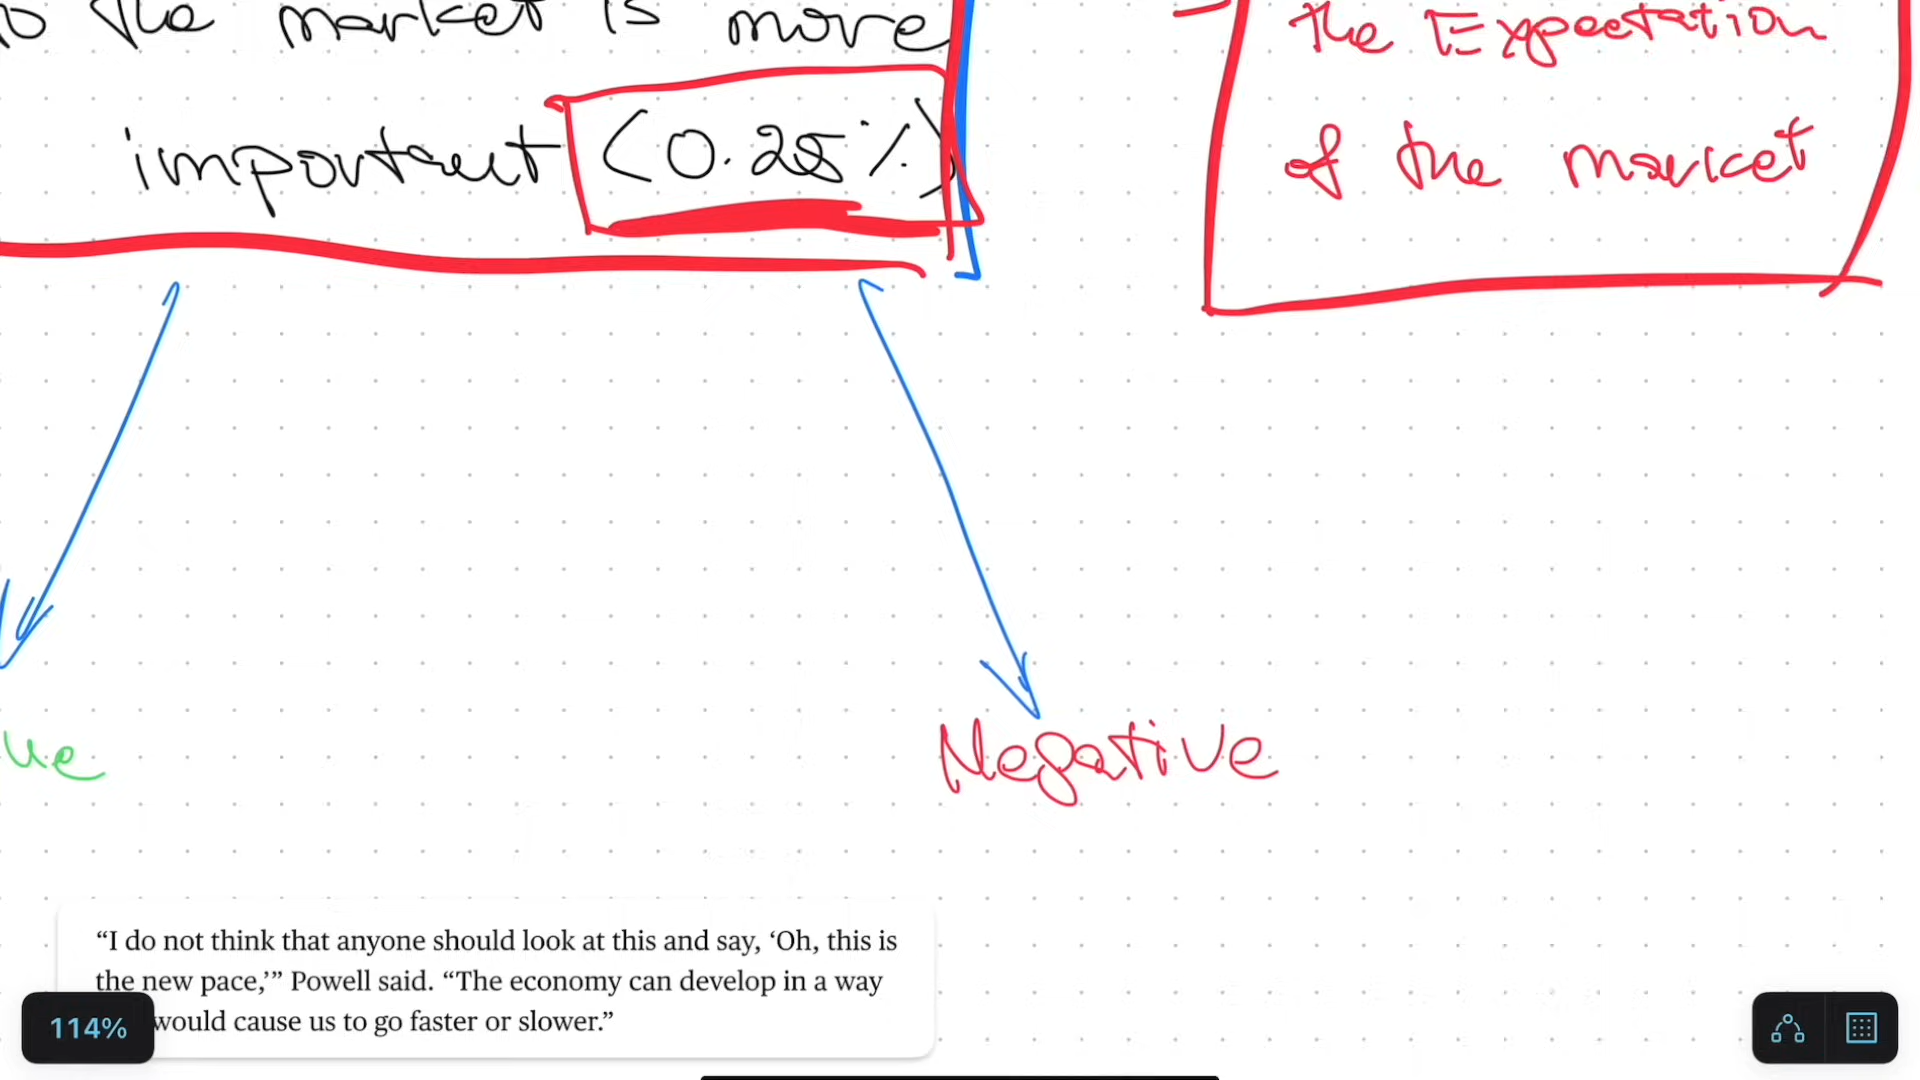 to the market is more
important (0.25%)
the Expectation
of the market
ue
Negative
“I do not think that anyone should look at this and say, ‘Oh, this is
the new pace,’” Powell said. “The economy can develop in a way
would cause us to go faster or slower.”
114%